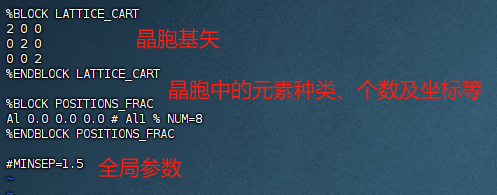 %BLOCK LATTICE_CART
2 0 0
晶胞基矢
0 2 0
0 0 2
%ENDBLOCK LATTICE_CART
晶胞中的元素种类、个数及坐标等
%BLOCK POSITIONS_FRAC
Al 0.0 0.0 0.0 # Al1 % NUM=8
%ENDBLOCK POSITIONS_FRAC
#MINSEP=1.5
全局参数
~
~